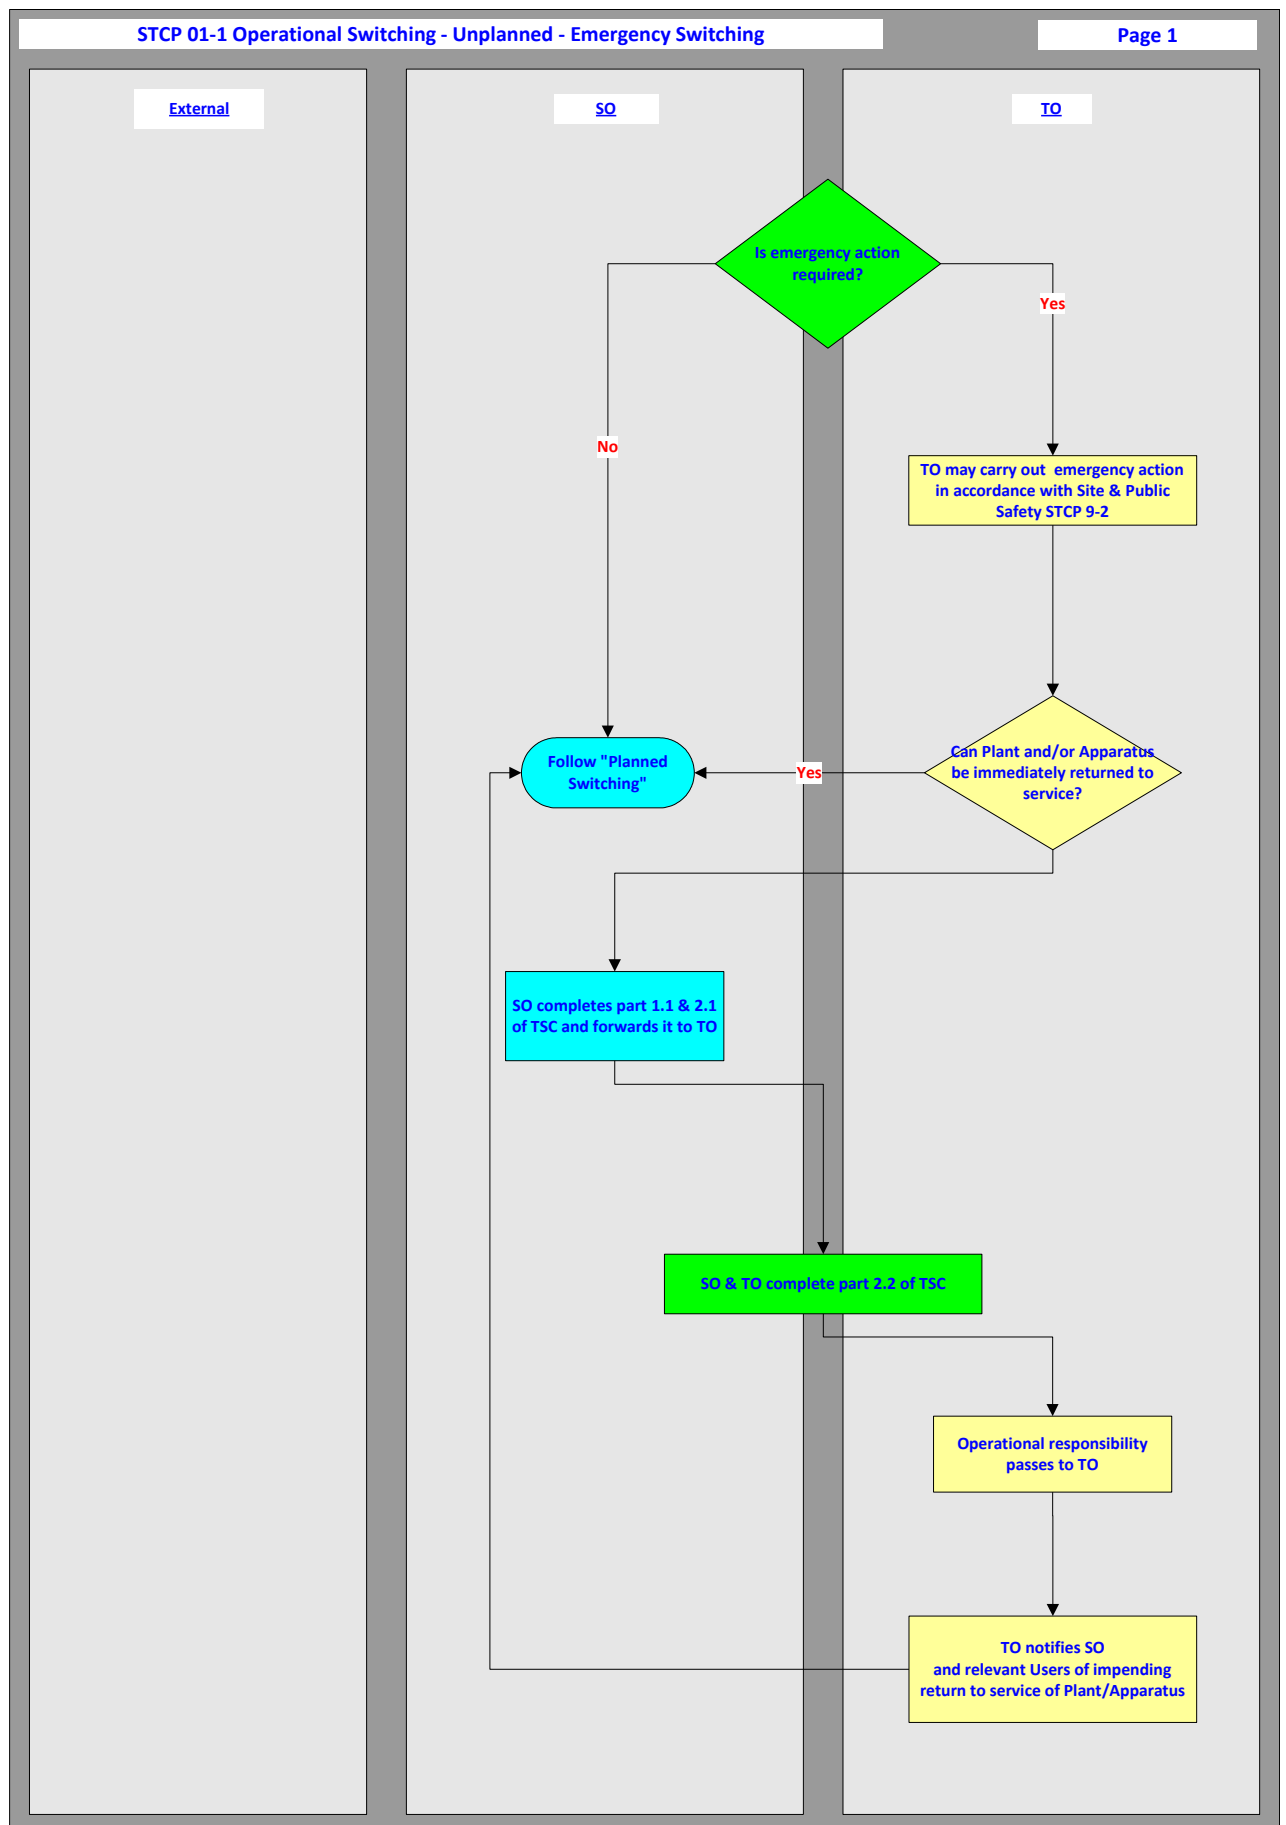 STCP 01-1 Operational Switching - Unplanned - Emergency Switching
Page 1
External
SO
TO
Is emergency action
required?
Yes
No
TO may carry out  emergency action
in accordance with Site & Public
Safety STCP 9-2
Follow "Planned
Switching"
Yes
Can Plant and/or Apparatus
be immediately returned to
service?
SO completes part 1.1 & 2.1
of TSC and forwards it to TO
SO & TO complete part 2.2 of TSC
Operational responsibility
passes to TO
TO notifies SO
and relevant Users of impending
return to service of Plant/Apparatus